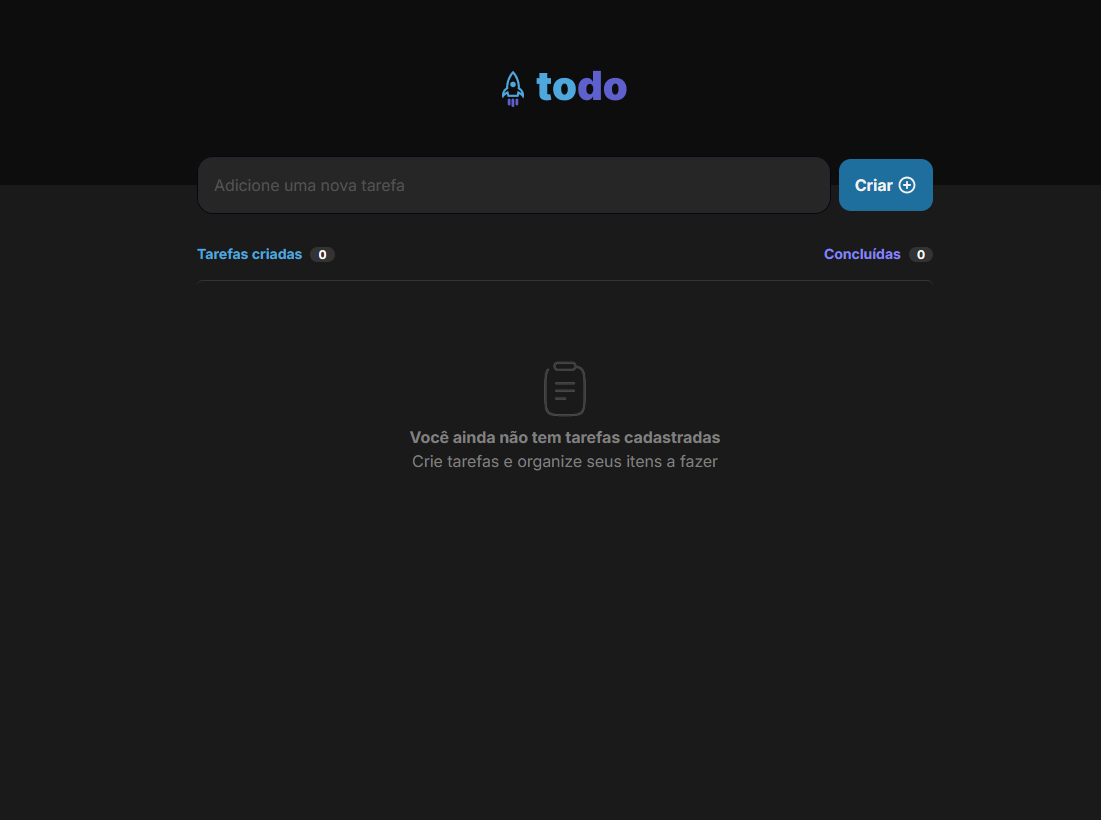 todo
Adicione uma nova tarefa
Criar
Tarefas criadas 0
Concluídas 0
Você ainda não tem tarefas cadastradas
Crie tarefas e organize seus itens a fazer